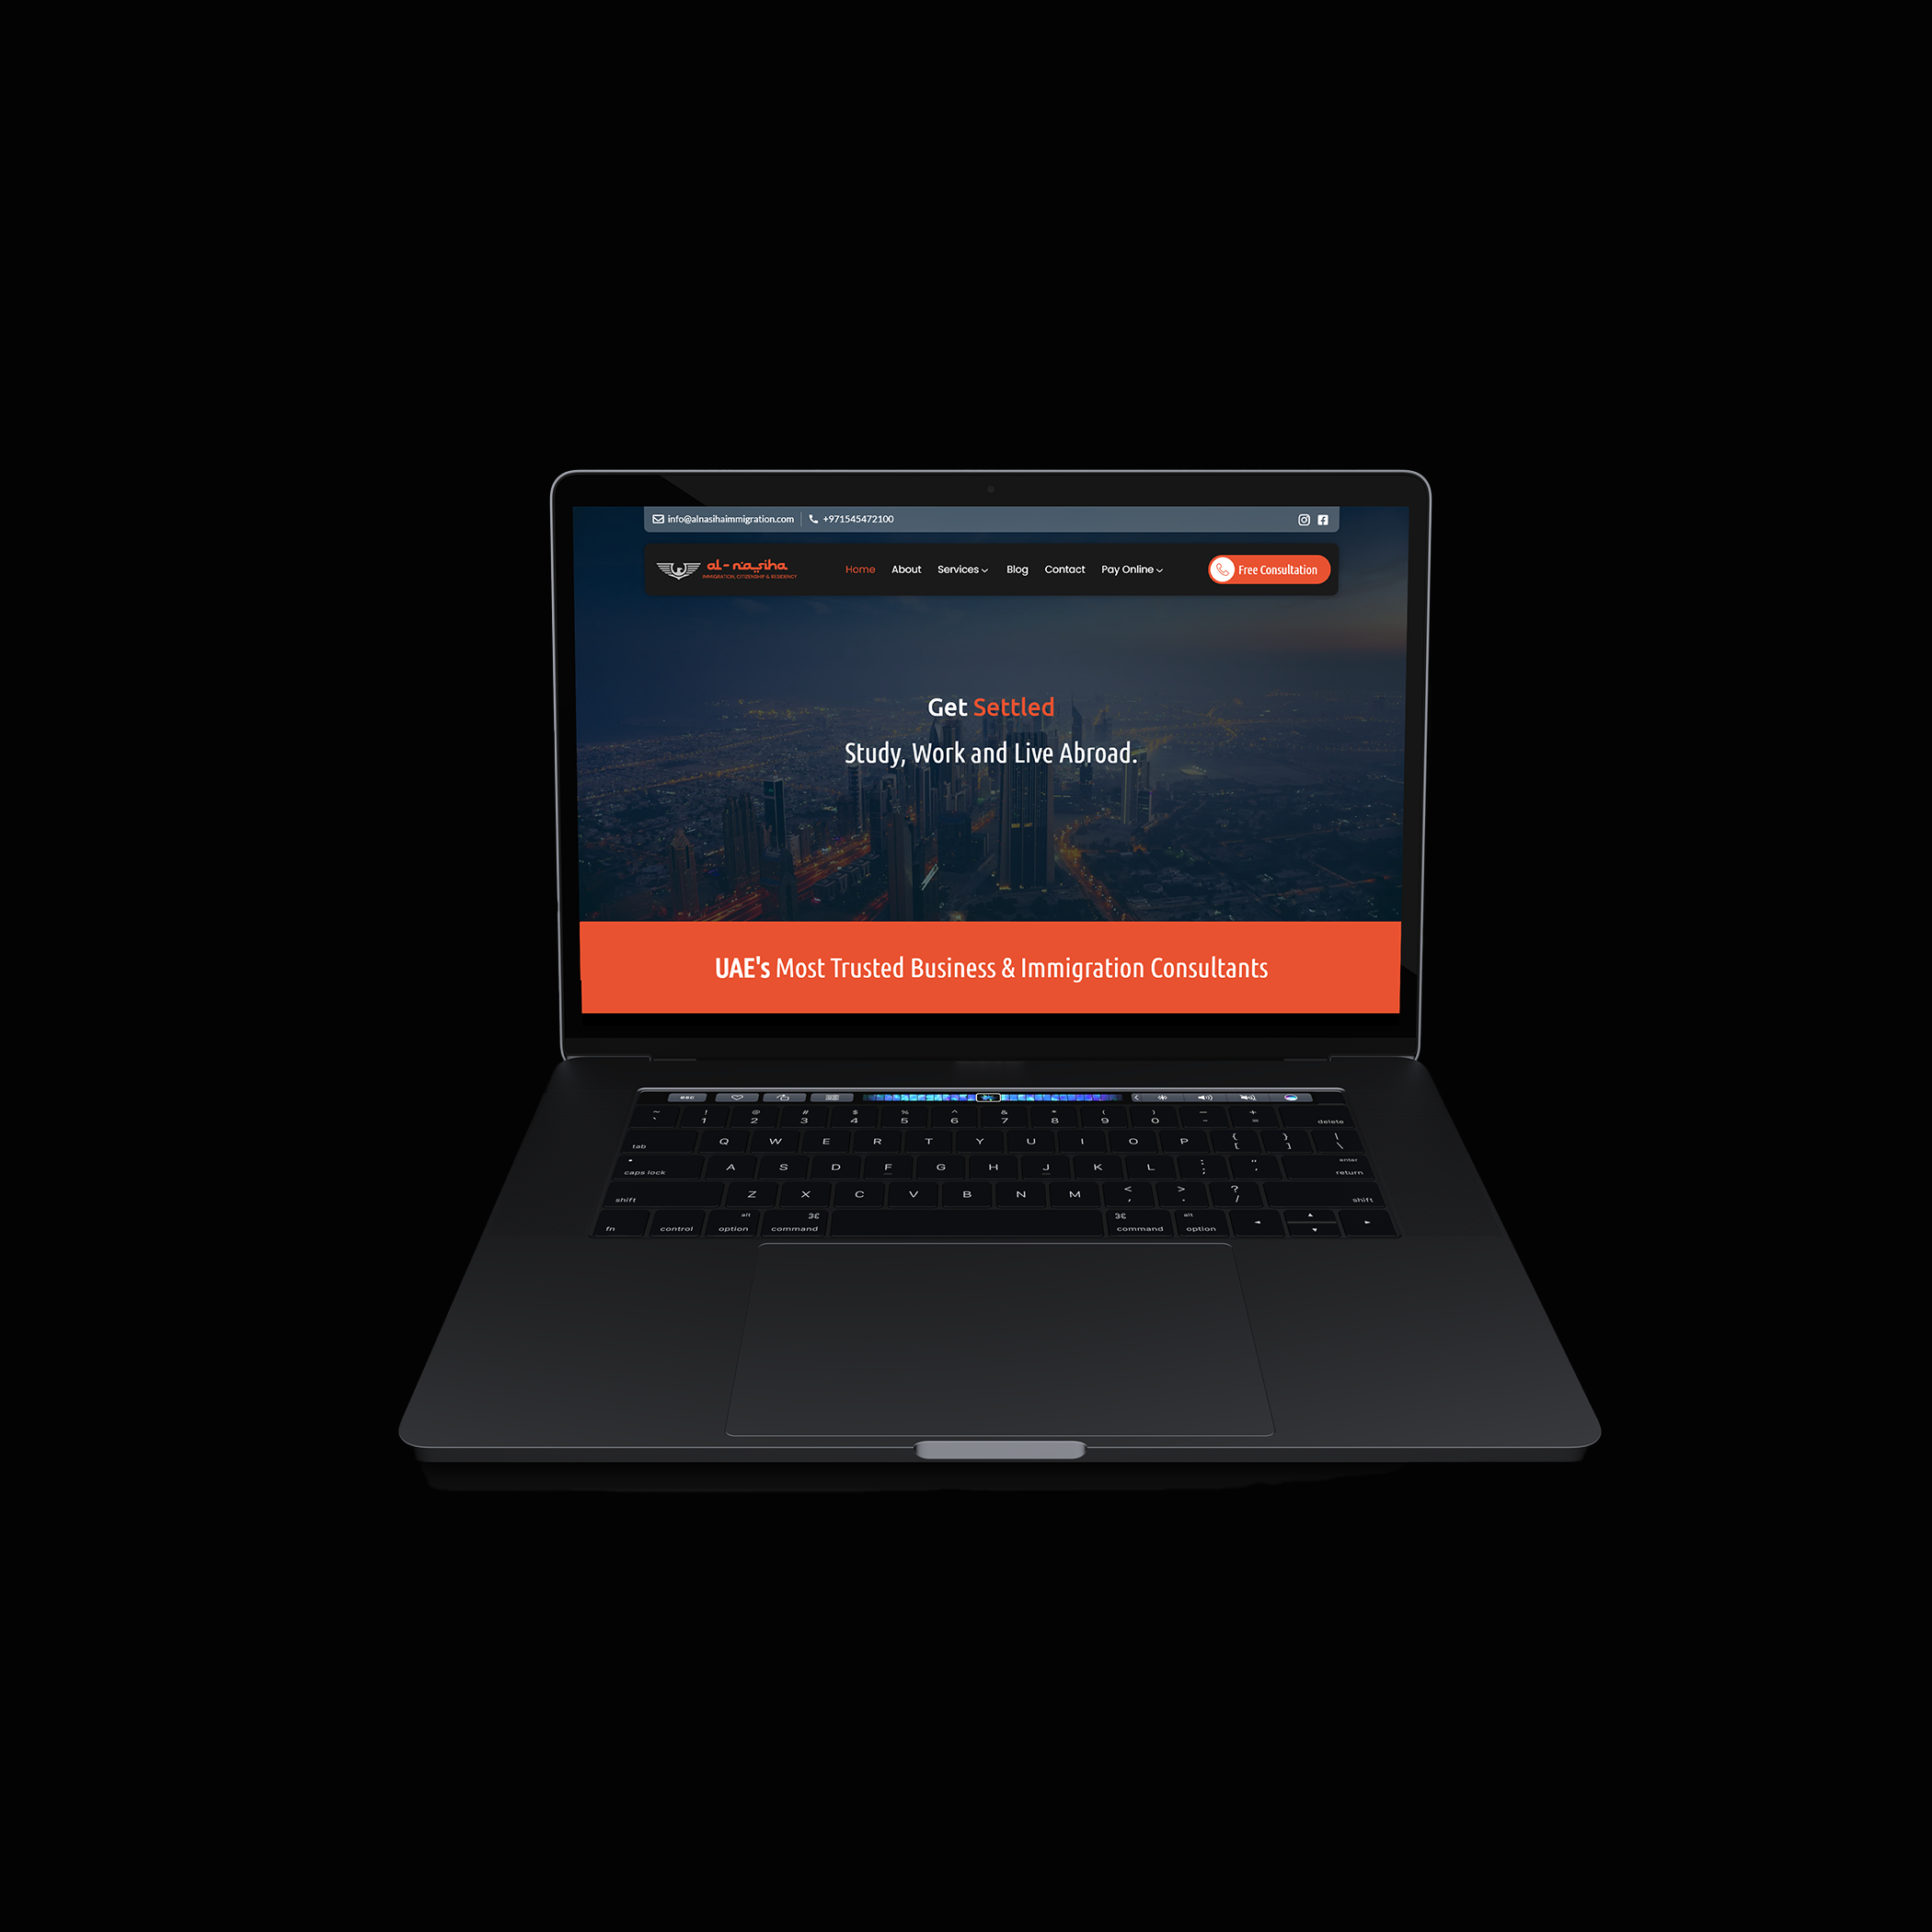 info@alnasihaimmigration.com +971545472100
al-nasiha
IMMIGRATION, CITIZENSHIP & RESIDENCY
Home About Services Blog Contact Pay Online Free Consultation
Get Settled
Study, Work and Live Abroad.
UAE's Most Trusted Business & Immigration Consultants
esc
~ ! @ # $ % ^ & * ( ) _ +
` 1 2 3 4 5 6 7 8 9 0 - = delete
tab Q W E R T Y U I O P { [ } ] | \
caps lock A S D F G H J K L : ; " ' enter return
shift Z X C V B N M < , > . ? / shift
fn control alt option ⌘ command ⌘ command alt option